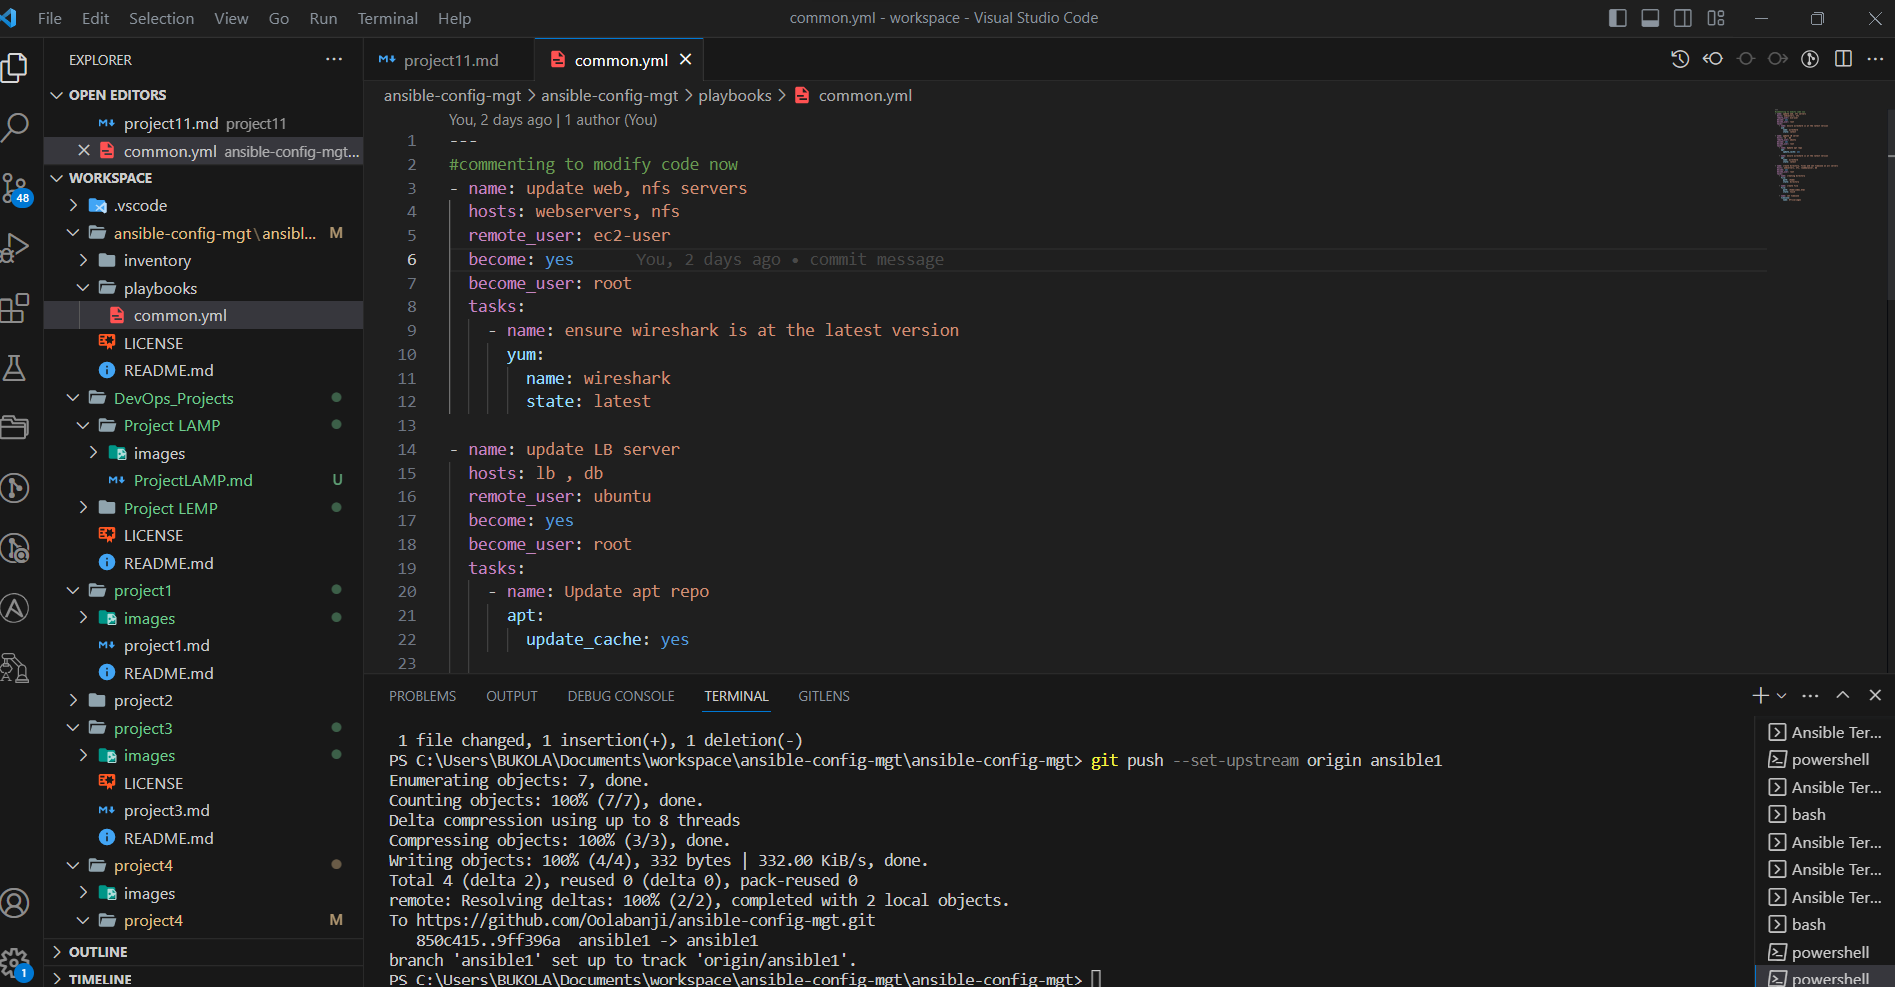 File Edit Selection View Go Run Terminal Help
common.yml - workspace - Visual Studio Code
EXPLORER
OPEN EDITORS
project11.md project11
common.yml ansible-config-mgt...
WORKSPACE
.vscode
ansible-config-mgt\ansibl... M
inventory
playbooks
common.yml
LICENSE
README.md
DevOps_Projects
Project LAMP
images
ProjectLAMP.md U
Project LEMP
LICENSE
README.md
project1
images
project1.md
README.md
project2
project3
images
LICENSE
project3.md
README.md
project4
images
project4 M
OUTLINE
TIMELINE
48
1
project11.md
common.yml
ansible-config-mgt > ansible-config-mgt > playbooks > common.yml
You, 2 days ago | 1 author (You)
1 ---
2 #commenting to modify code now
3 - name: update web, nfs servers
4 hosts: webservers, nfs
5 remote_user: ec2-user
6 become: yes You, 2 days ago • commit message
7 become_user: root
8 tasks:
9 - name: ensure wireshark is at the latest version
10 yum:
11 name: wireshark
12 state: latest
13
14 - name: update LB server
15 hosts: lb , db
16 remote_user: ubuntu
17 become: yes
18 become_user: root
19 tasks:
20 - name: Update apt repo
21 apt:
22 update_cache: yes
23
PROBLEMS OUTPUT DEBUG CONSOLE TERMINAL GITLENS
1 file changed, 1 insertion(+), 1 deletion(-)
PS C:\Users\BUKOLA\Documents\workspace\ansible-config-mgt\ansible-config-mgt> git push --set-upstream origin ansible1
Enumerating objects: 7, done.
Counting objects: 100% (7/7), done.
Delta compression using up to 8 threads
Compressing objects: 100% (3/3), done.
Writing objects: 100% (4/4), 332 bytes | 332.00 KiB/s, done.
Total 4 (delta 2), reused 0 (delta 0), pack-reused 0
remote: Resolving deltas: 100% (2/2), completed with 2 local objects.
To https://github.com/Oolabanji/ansible-config-mgt.git
850c415..9ff396a ansible1 -> ansible1
branch 'ansible1' set up to track 'origin/ansible1'.
PS C:\Users\BUKOLA\Documents\workspace\ansible-config-mgt\ansible-config-mgt>
Ansible Ter...
powershell
Ansible Ter...
bash
Ansible Ter...
Ansible Ter...
Ansible Ter...
bash
powershell
powershell